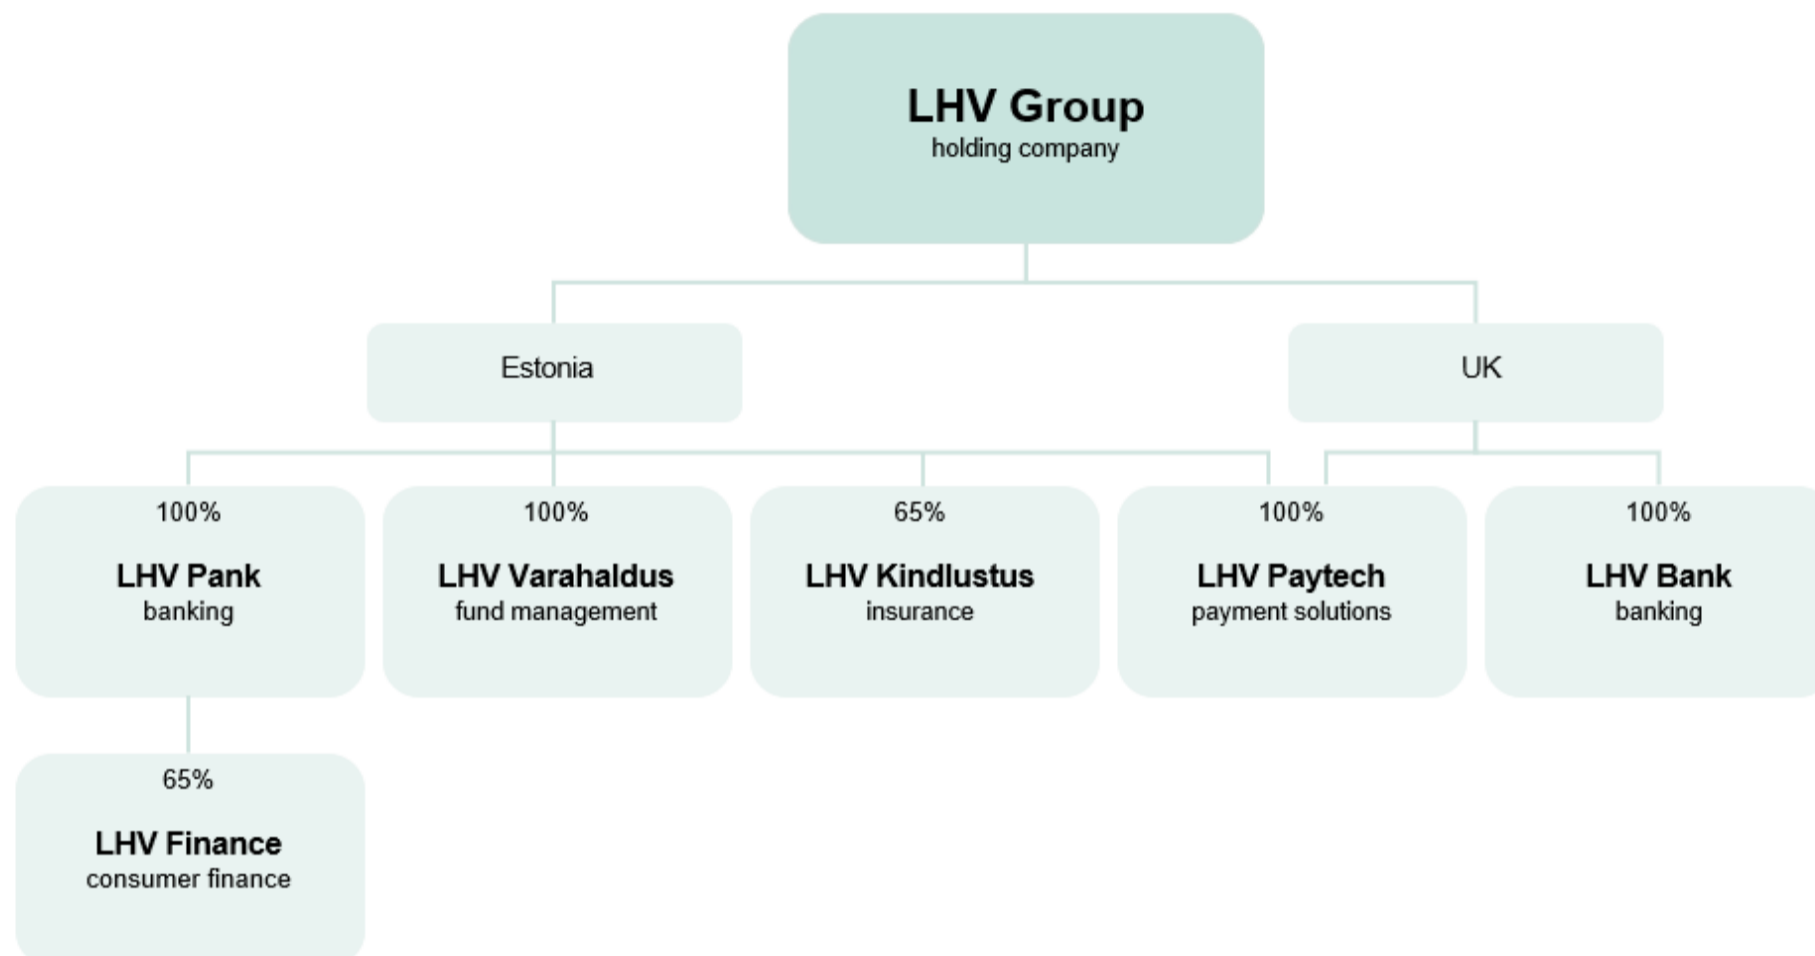 LHV Group
holding company
Estonia
UK
100%
LHV Pank
banking
100%
LHV Varahaldus
fund management
65%
LHV Kindlustus
insurance
100%
LHV Paytech
payment solutions
100%
LHV Bank
banking
65%
LHV Finance
consumer finance